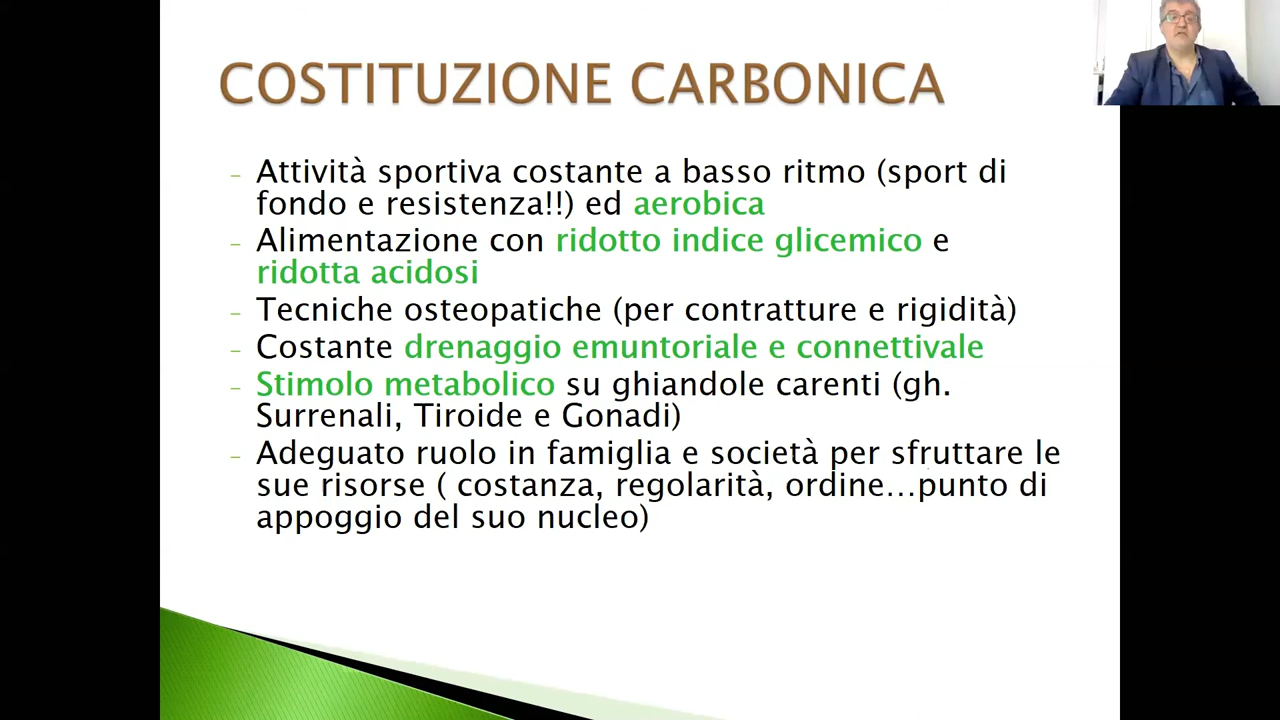 COSTITUZIONE CARBONICA
– Attività sportiva costante a basso ritmo (sport di
fondo e resistenza!!) ed aerobica
– Alimentazione con ridotto indice glicemico e
ridotta acidosi
– Tecniche osteopatiche (per contratture e rigidità)
– Costante drenaggio emuntoriale e connettivale
– Stimolo metabolico su ghiandole carenti (gh.
Surrenali, Tiroide e Gonadi)
– Adeguato ruolo in famiglia e società per sfruttare le
sue risorse ( costanza, regolarità, ordine…punto di
appoggio del suo nucleo)